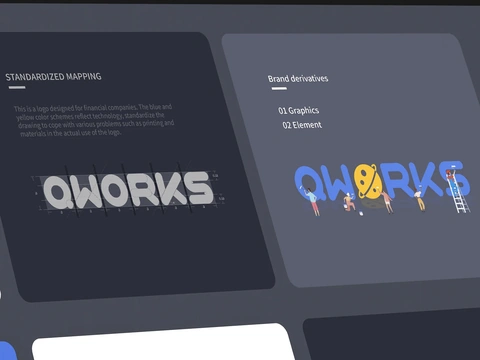 STANDARDIZED MAPPING
This is a logo designed for financial companies. The blue and
yellow color schemes reflect technology, standardize the
drawing to cope with various problems such as printing and
materials in the actual use of the logo.
QWORKS
Brand derivatives
01 Graphics
02 Element
QWORKS